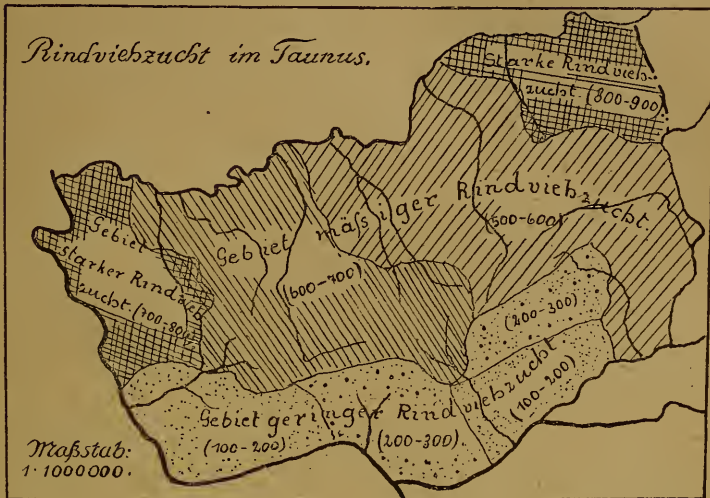 Rindviehzucht im Taunus.
Starke Rindvieh-
zucht (800-900)
Gebiet mässiger Rindviehzucht
(500-600)
(600-700)
Gebiet
starker Rindvieh
zucht (700-800)
(200-300)
Gebiet geringer Rindviehzucht
(100-200)
(200-300)
(100-200)
Maßstab:
1:1000000.